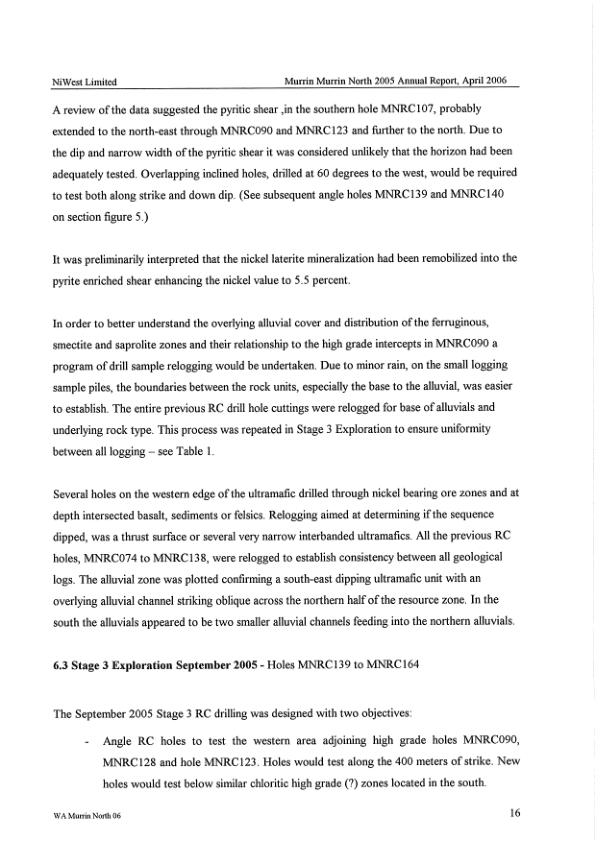 NiWest Limited Murrin Murrin North 2005 Annual Report, April 2006
A review of the data suggested the pyritic shear ,in the southern hole MNRC107, probably
extended to the north-east through MNRC090 and MNRC123 and further to the north. Due to
the dip and narrow width of the pyritic shear it was considered unlikely that the horizon had been
adequately tested. Overlapping inclined holes, drilled at 60 degrees to the west, would be required
to test both along strike and down dip. (See subsequent angle holes MNRC139 and MNRC140
on section figure 5.)
It was preliminarily interpreted that the nickel laterite mineralization had been remobilized into the
pyrite enriched shear enhancing the nickel value to 5.5 percent.
In order to better understand the overlying alluvial cover and distribution of the ferruginous,
smectite and saprolite zones and their relationship to the high grade intercepts in MNRC090 a
program of drill sample relogging would be undertaken. Due to minor rain, on the small logging
sample piles, the boundaries between the rock units, especially the base to the alluvial, was easier
to establish. The entire previous RC drill hole cuttings were relogged for base of alluvials and
underlying rock type. This process was repeated in Stage 3 Exploration to ensure uniformity
between all logging – see Table 1.
Several holes on the western edge of the ultramafic drilled through nickel bearing ore zones and at
depth intersected basalt, sediments or felsics. Relogging aimed at determining if the sequence
dipped, was a thrust surface or several very narrow interbanded ultramafics. All the previous RC
holes, MNRC074 to MNRC138, were relogged to establish consistency between all geological
logs. The alluvial zone was plotted confirming a south-east dipping ultramafic unit with an
overlying alluvial channel striking oblique across the northern half of the resource zone. In the
south the alluvials appeared to be two smaller alluvial channels feeding into the northern alluvials.
6.3 Stage 3 Exploration September 2005 - Holes MNRC139 to MNRC164
The September 2005 Stage 3 RC drilling was designed with two objectives:
- Angle RC holes to test the western area adjoining high grade holes MNRC090,
MNRC128 and hole MNRC123. Holes would test along the 400 meters of strike. New
holes would test below similar chloritic high grade (?) zones located in the south.
WA Murrin North 06 16